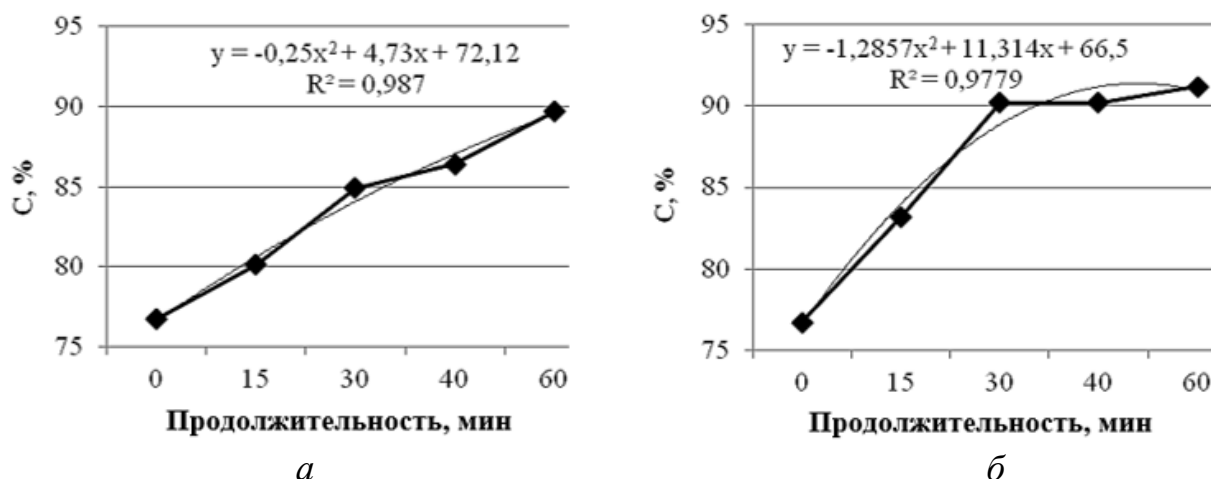 95
90
85
80
75
С, %
y = -0,25x² + 4,73x + 72,12
R² = 0,987
0 15 30 40 60
Продолжительность, мин
а
95
90
85
80
75
С, %
y = -1,2857x² + 11,314x + 66,5
R² = 0,9779
0 15 30 40 60
Продолжительность, мин
б